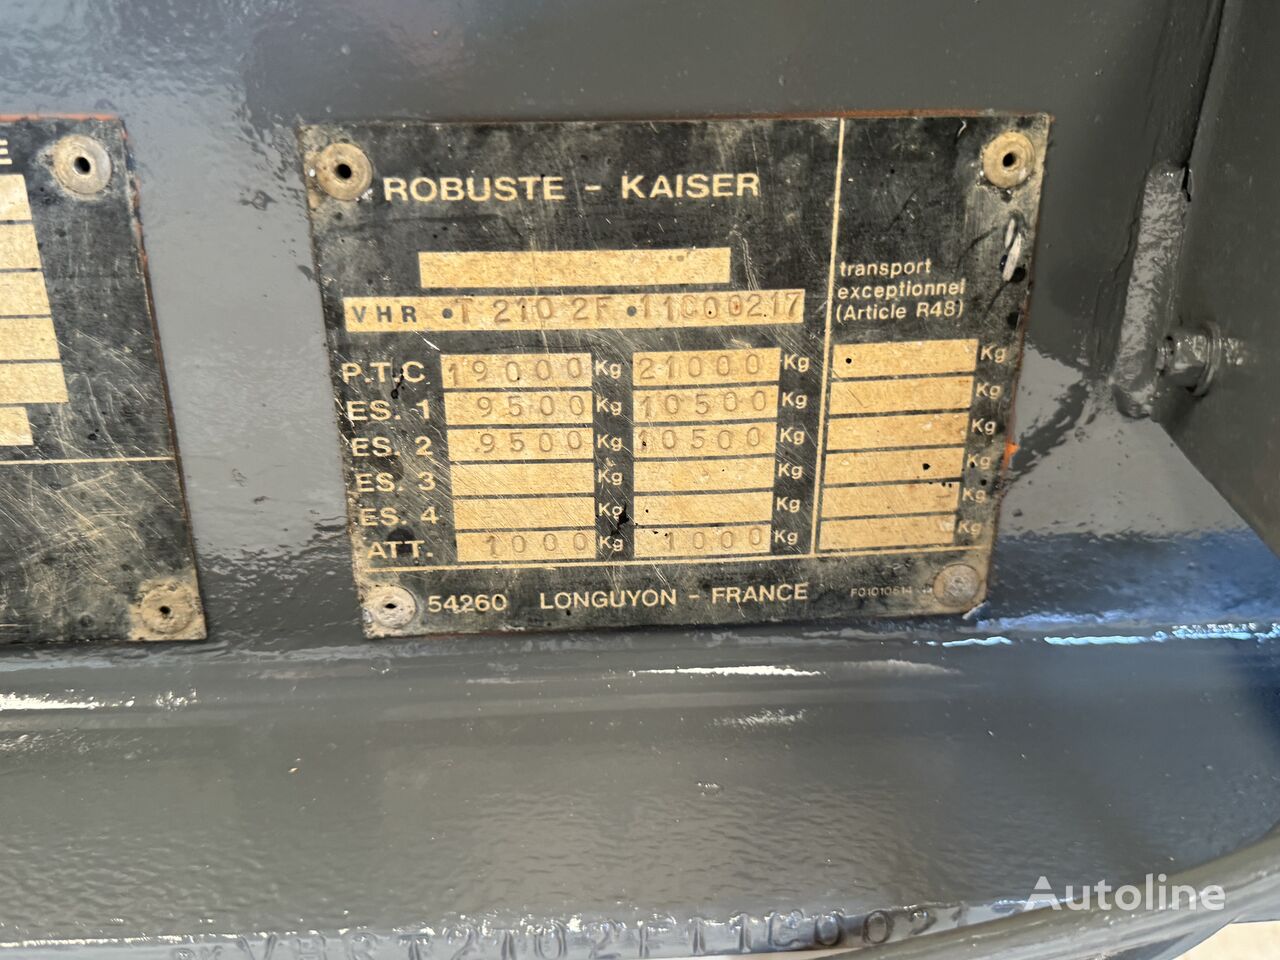 E
ROBUSTE - KAISER
VHR •T 210 2F •11C00217
transport
exceptionnel
(Article R48)
P.T.C. 19000 Kg 21000 Kg Kg
ES. 1 9500 Kg 10500 Kg Kg
ES. 2 9500 Kg 10500 Kg Kg
ES. 3 Kg Kg Kg
ES. 4 Kg Kg Kg
ATT. 1000 Kg 1000 Kg Kg
54260 LONGUYON - FRANCE
Autoline
VHRT2102F11C002